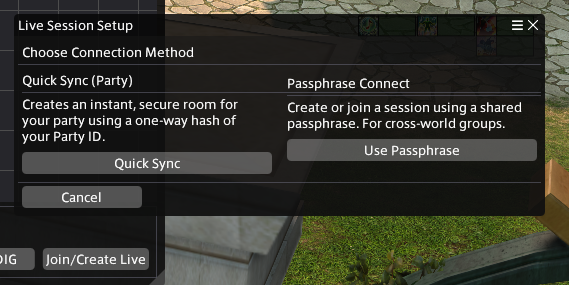 Live Session Setup
Choose Connection Method
Quick Sync (Party)
Creates an instant, secure room for
your party using a one-way hash of
your Party ID.
Quick Sync
Passphrase Connect
Create or join a session using a shared
passphrase. For cross-world groups.
Use Passphrase
Cancel
DIG
Join/Create Live